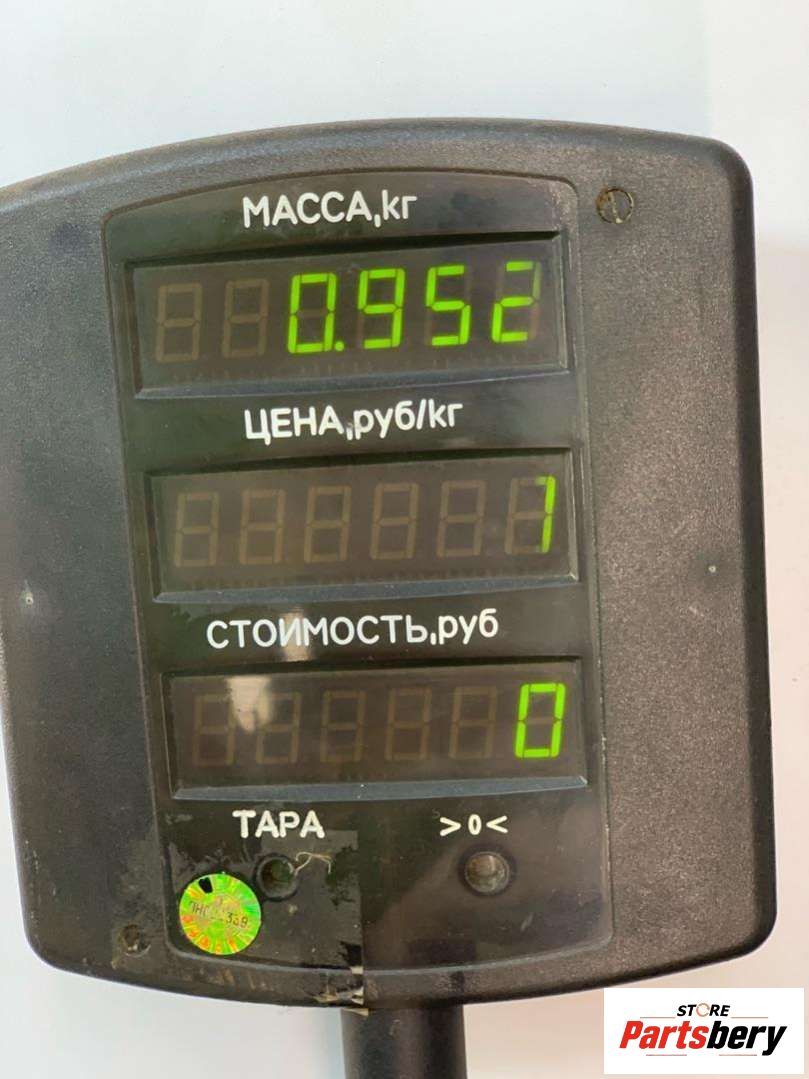 МАССА,кг
0.952
ЦЕНА,руб/кг
1
СТОИМОСТЬ,руб
0
ТАРА >0<
STORE
Partsbery